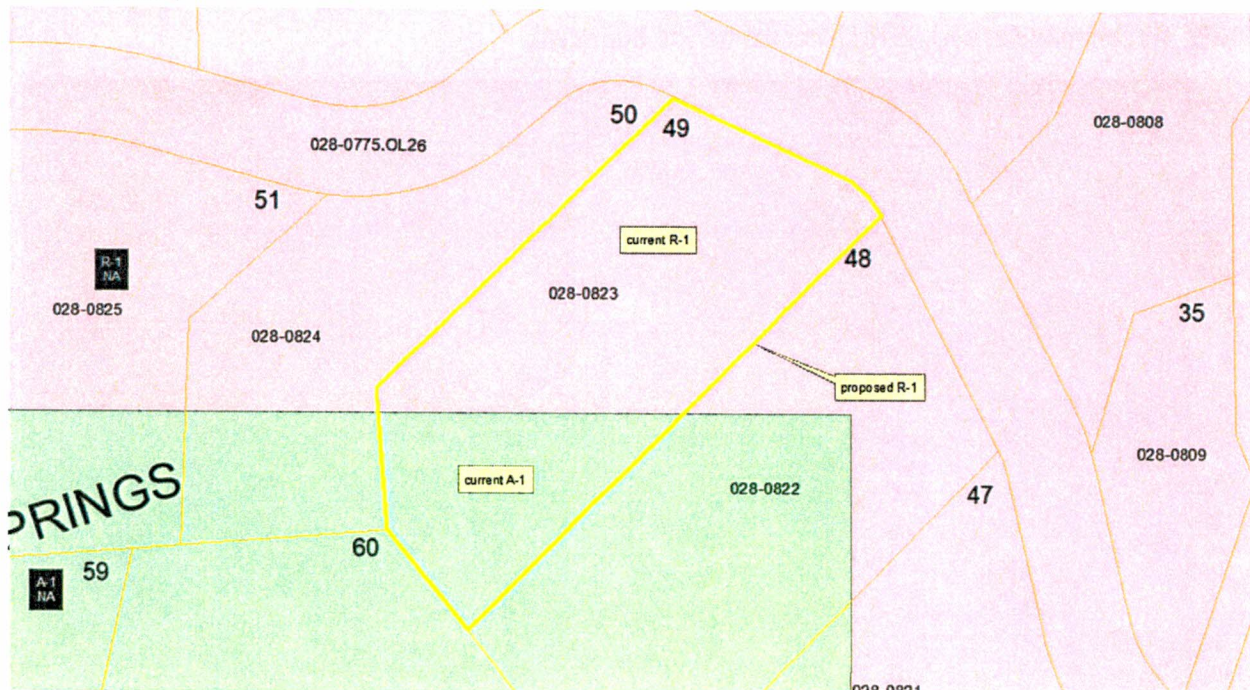 50
49
028-0808
028-0775.OL26
51
current R-1
48
R-1
NA
028-0823
028-0825
028-0824
35
proposed R-1
028-0809
current A-1
028-0822
PRINGS
47
60
59
A-1
NA